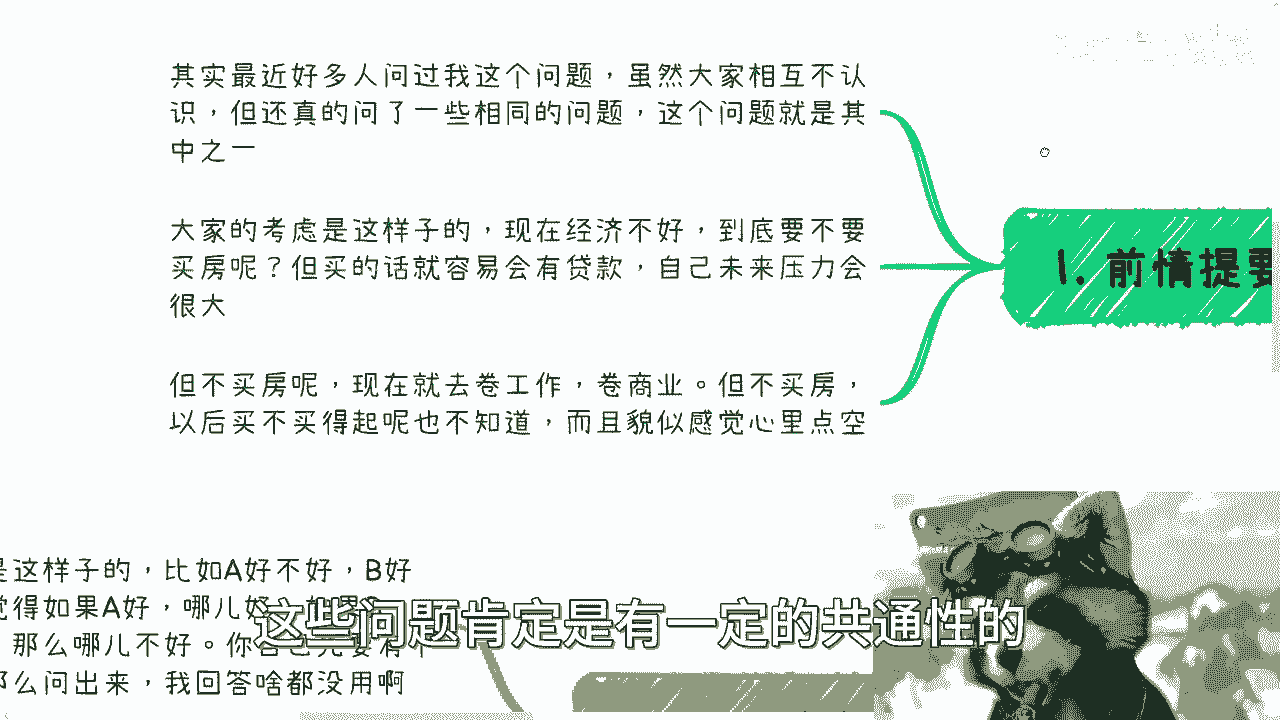 其实最近好多人问过我这个问题，虽然大家相互不认
识，但还真的问了一些相同的问题，这个问题就是其
中之一
大家的考虑是这样子的，现在经济不好，到底要不要
买房呢？但买的话就容易会有贷款，自己未来压力会
很大
但不买房呢，现在就去卷工作，卷商业。但不买房，
以后买不买得起呢也不知道，而且貌似感觉心里点空
1. 前情提要
是这样子的，比如A好不好，B好
觉得如果A好，哪儿好
那么哪儿不好。你
那么问出来，我回答啥都没用啊
这些问题肯定是有一定的共通性的